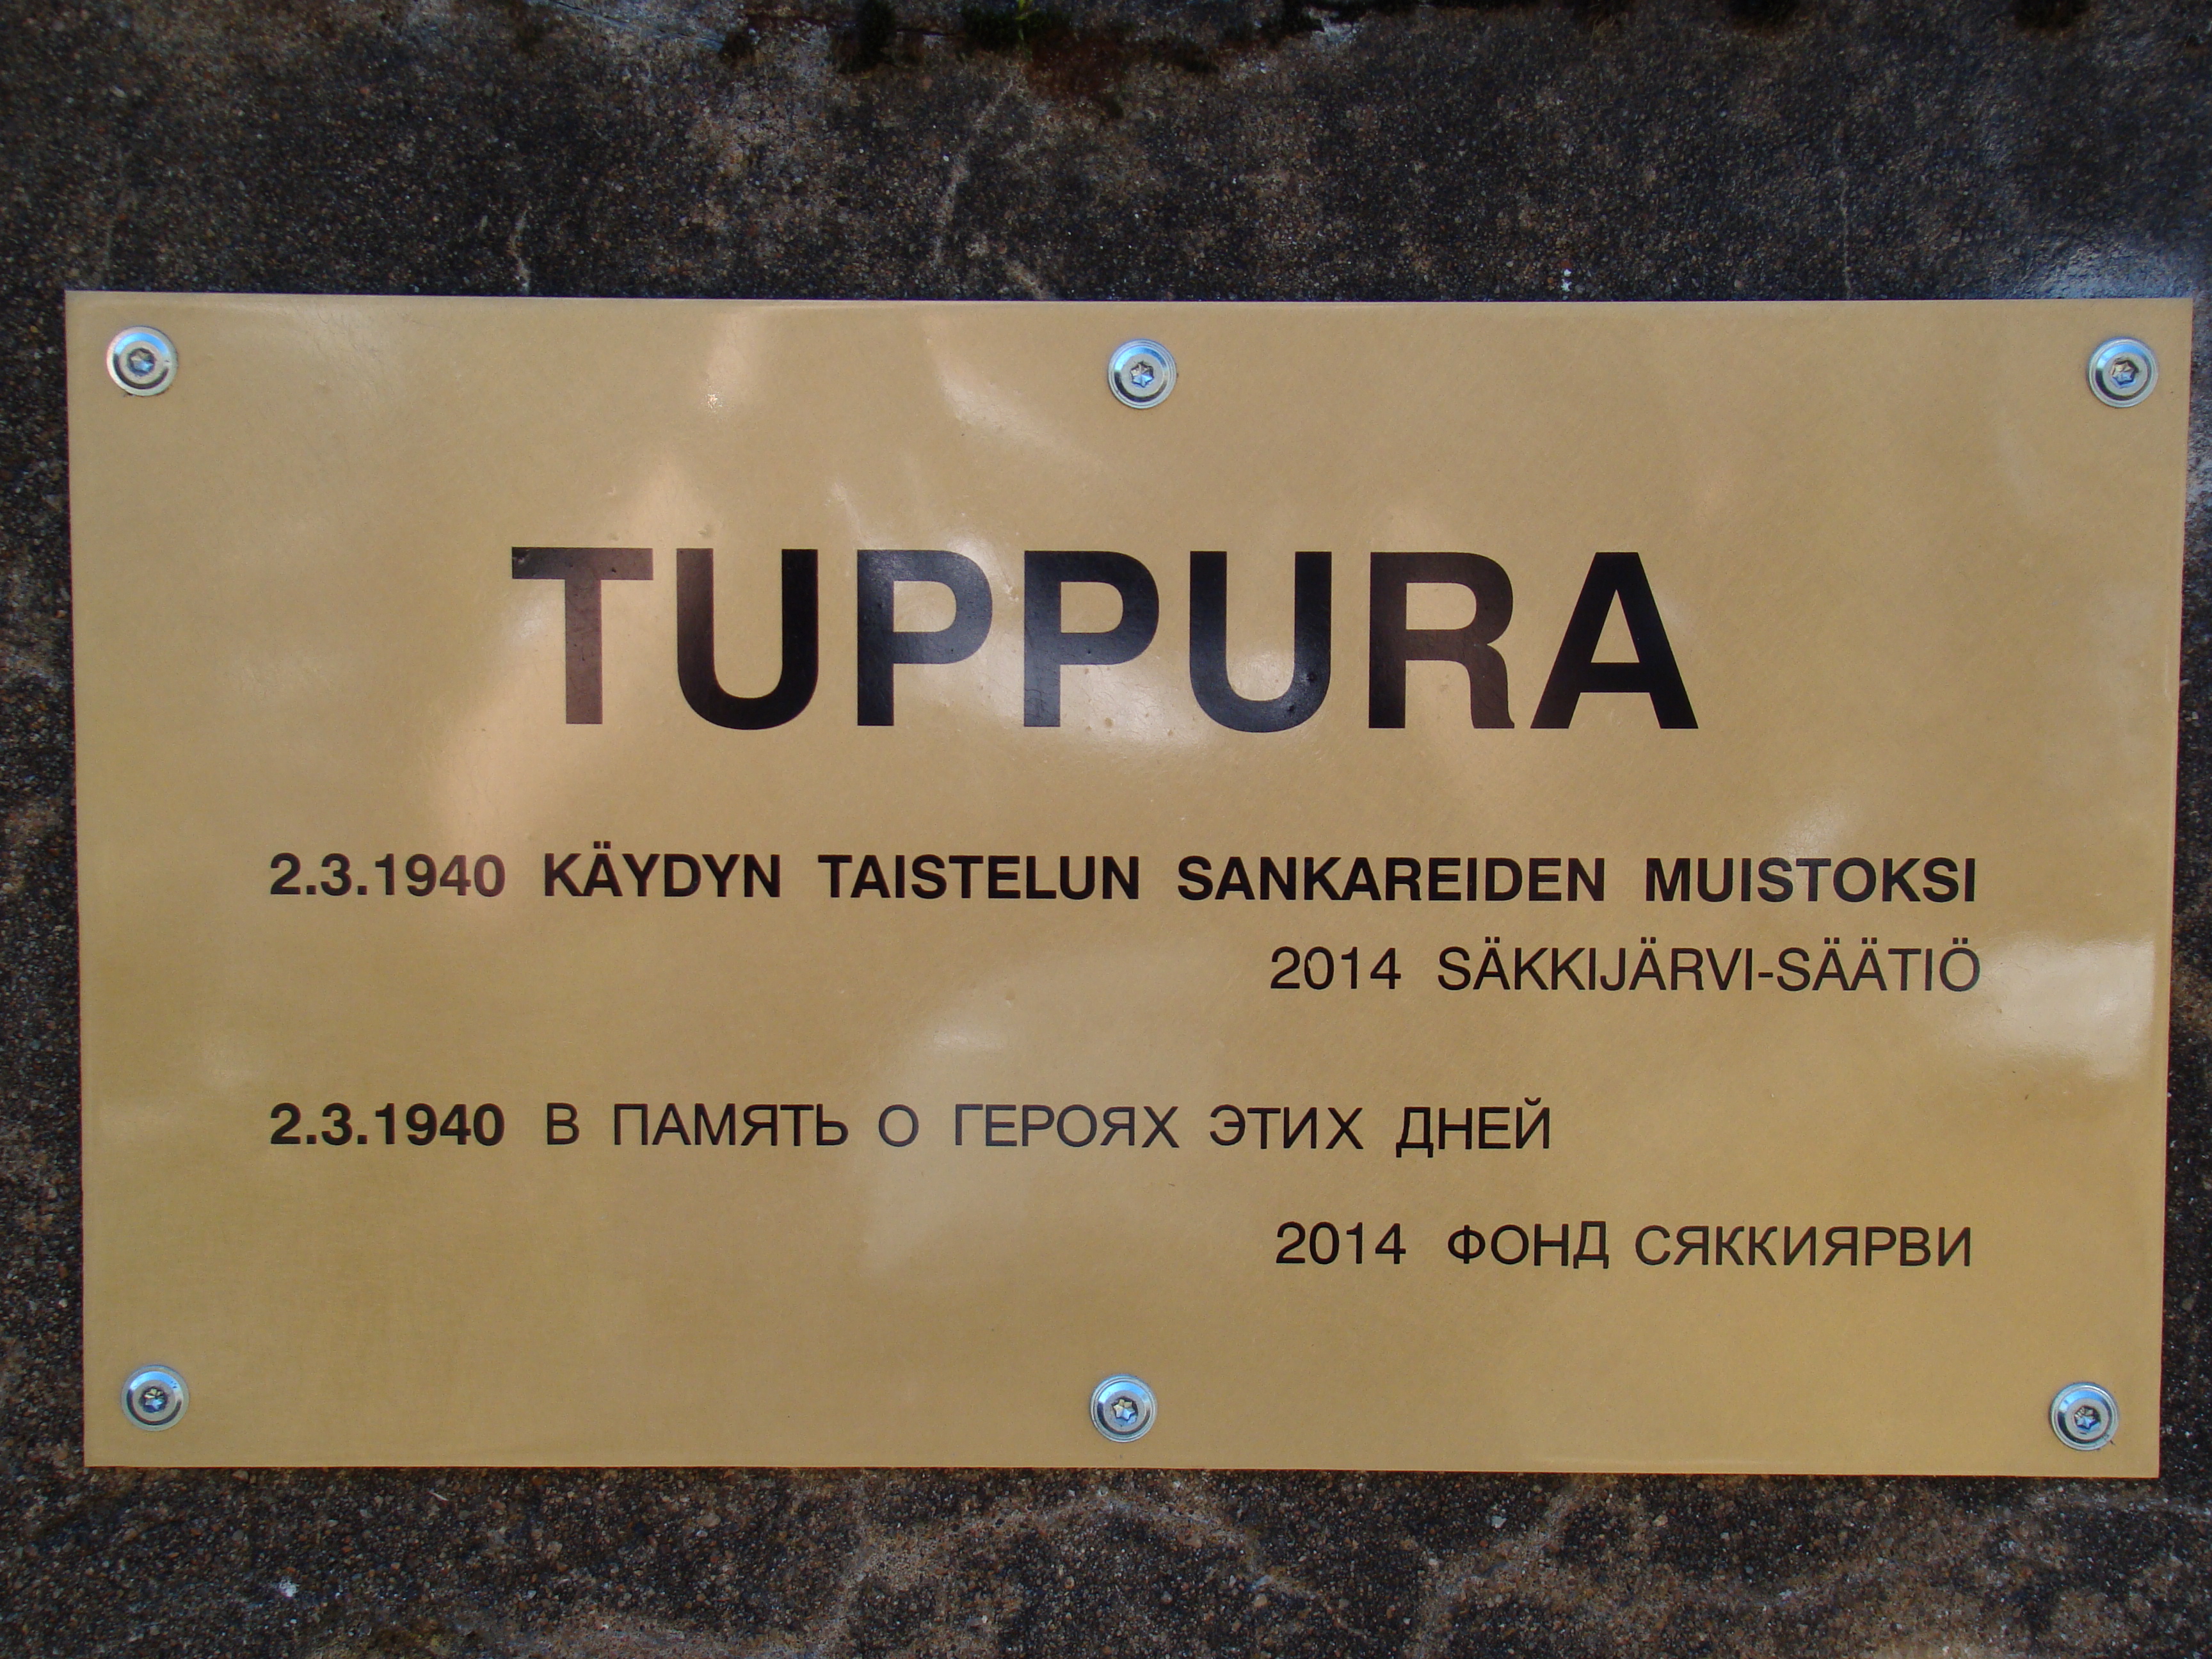 TUPPURA
2.3.1940 KÄYDYN TAISTELUN SANKAREIDEN MUISTOKSI
2014 SÄKKIJÄRVI-SÄÄTIÖ
2.3.1940 В ПАМЯТЬ О ГЕРОЯХ ЭТИХ ДНЕЙ
2014 ФОНД СЯККИЯРВИ